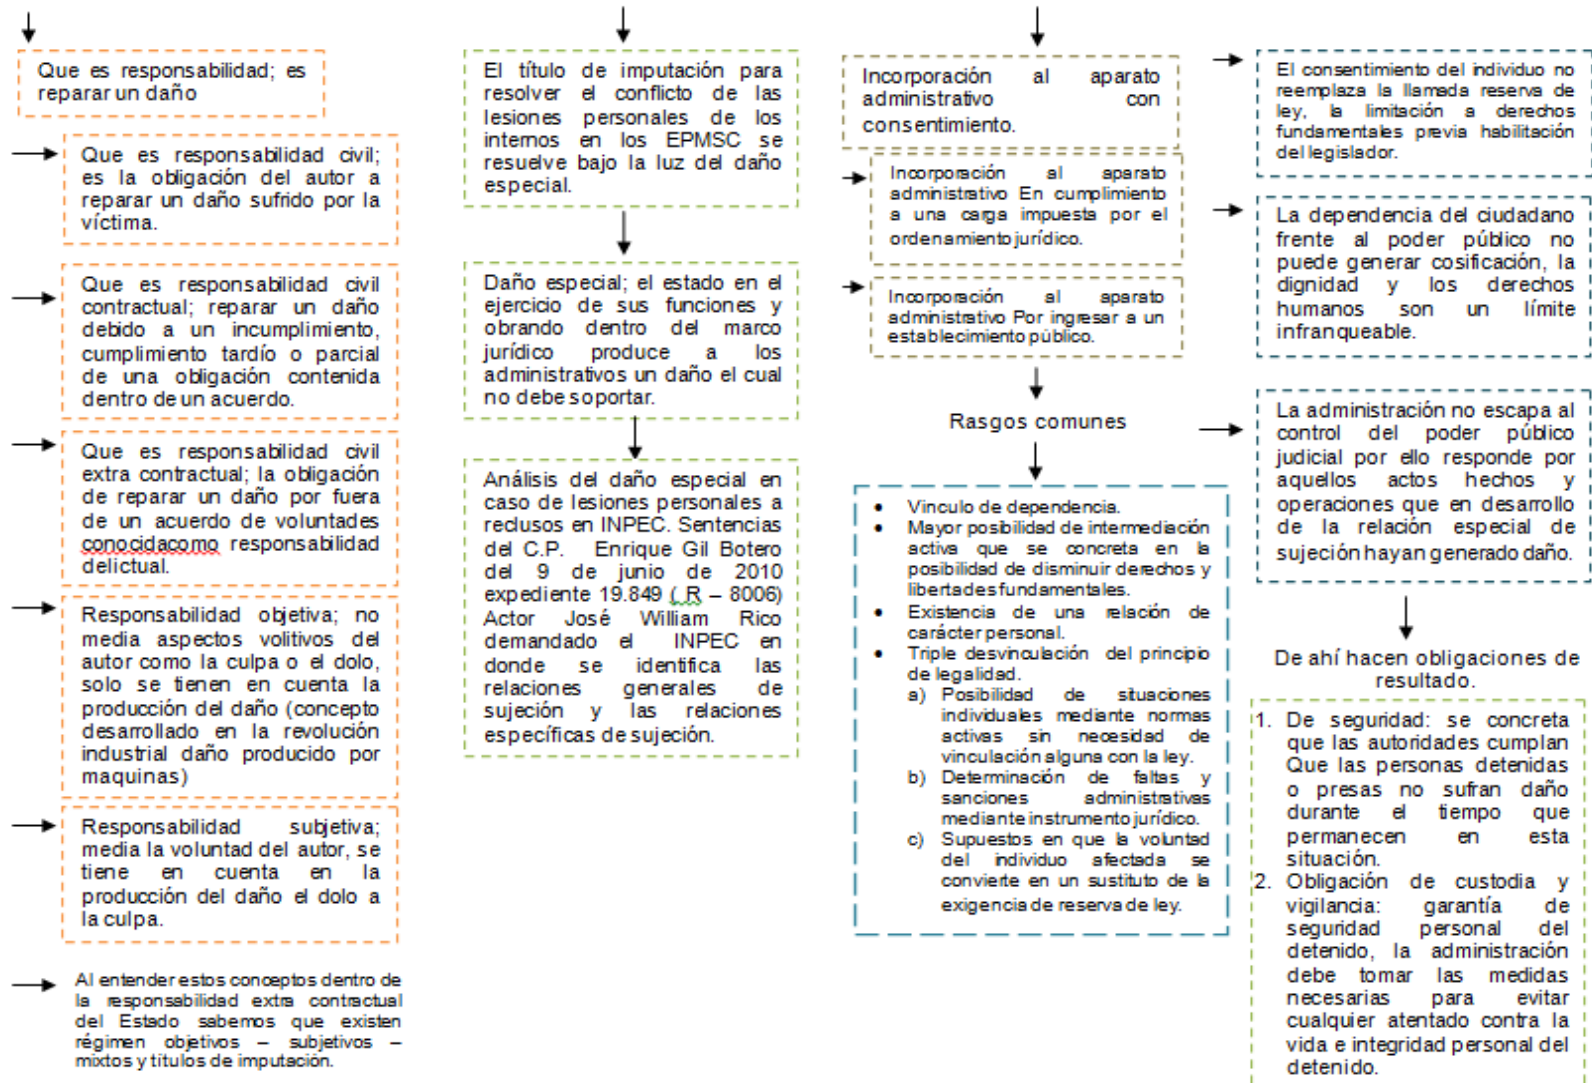 Que es responsabilidad; es
reparar un daño
Que es responsabilidad civil;
es la obligación del autor a
reparar un daño sufrido por la
víctima.
Que es responsabilidad civil
contractual; reparar un daño
debido a un incumplimiento,
cumplimiento tardío o parcial
de una obligación contenida
dentro de un acuerdo.
Que es responsabilidad civil
extra contractual; la obligación
de reparar un daño por fuera
de un acuerdo de voluntades
conocidacomo responsabilidad
delictual.
Responsabilidad objetiva; no
media aspectos volitivos del
autor como la culpa o el dolo,
solo se tienen en cuenta la
producción del daño (concepto
desarrollado en la revolución
industrial daño producido por
maquinas)
Responsabilidad subjetiva;
media la voluntad del autor, se
tiene en cuenta en la
producción del daño el dolo a
la culpa.
Al entender estos conceptos dentro de
la responsabilidad extra contractual
del Estado sabemos que existen
régimen objetivos – subjetivos –
mixtos y títulos de imputación.
El título de imputación para
resolver el conflicto de las
lesiones personales de los
internos en los EPMSC se
resuelve bajo la luz del daño
especial.
Daño especial; el estado en el
ejercicio de sus funciones y
obrando dentro del marco
jurídico produce a los
administrativos un daño el cual
no debe soportar.
Análisis del daño especial en
caso de lesiones personales a
reclusos en INPEC. Sentencias
del C.P. Enrique Gil Botero
del 9 de junio de 2010
expediente 19.849 ( R – 8006)
Actor José William Rico
demandado el INPEC en
donde se identifica las
relaciones generales de
sujeción y las relaciones
específicas de sujeción.
Incorporación al aparato
administrativo con
consentimiento.
Incorporación al aparato
administrativo En cumplimiento
a una carga impuesta por el
ordenamiento jurídico.
Incorporación al aparato
administrativo Por ingresar a un
establecimiento público.
Rasgos comunes
• Vinculo de dependencia.
• Mayor posibilidad de intermediación
activa que se concreta en la
posibilidad de disminuir derechos y
libertades fundamentales.
• Existencia de una relación de
carácter personal.
• Triple desvinculación del principio
de legalidad.
a) Posibilidad de situaciones
individuales mediante normas
activas sin necesidad de
vinculación alguna con la ley.
b) Determinación de faltas y
sanciones administrativas
mediante instrumento jurídico.
c) Supuestos en que la voluntad
del individuo afectada se
convierte en un sustituto de la
exigencia de reserva de ley.
El consentimiento del individuo no
reemplaza la llamada reserva de
ley, la limitación a derechos
fundamentales previa habilitación
del legislador.
La dependencia del ciudadano
frente al poder público no
puede generar cosificación, la
dignidad y los derechos
humanos son un límite
infranqueable.
La administración no escapa al
control del poder público
judicial por ello responde por
aquellos actos hechos y
operaciones que en desarrollo
de la relación especial de
sujeción hayan generado daño.
De ahí hacen obligaciones de
resultado.
1. De seguridad: se concreta
que las autoridades cumplan
Que las personas detenidas
o presas no sufran daño
durante el tiempo que
permanecen en esta
situación.
2. Obligación de custodia y
vigilancia: garantía de
seguridad personal del
detenido, la administración
debe tomar las medidas
necesarias para evitar
cualquier atentado contra la
vida e integridad personal del
detenido.